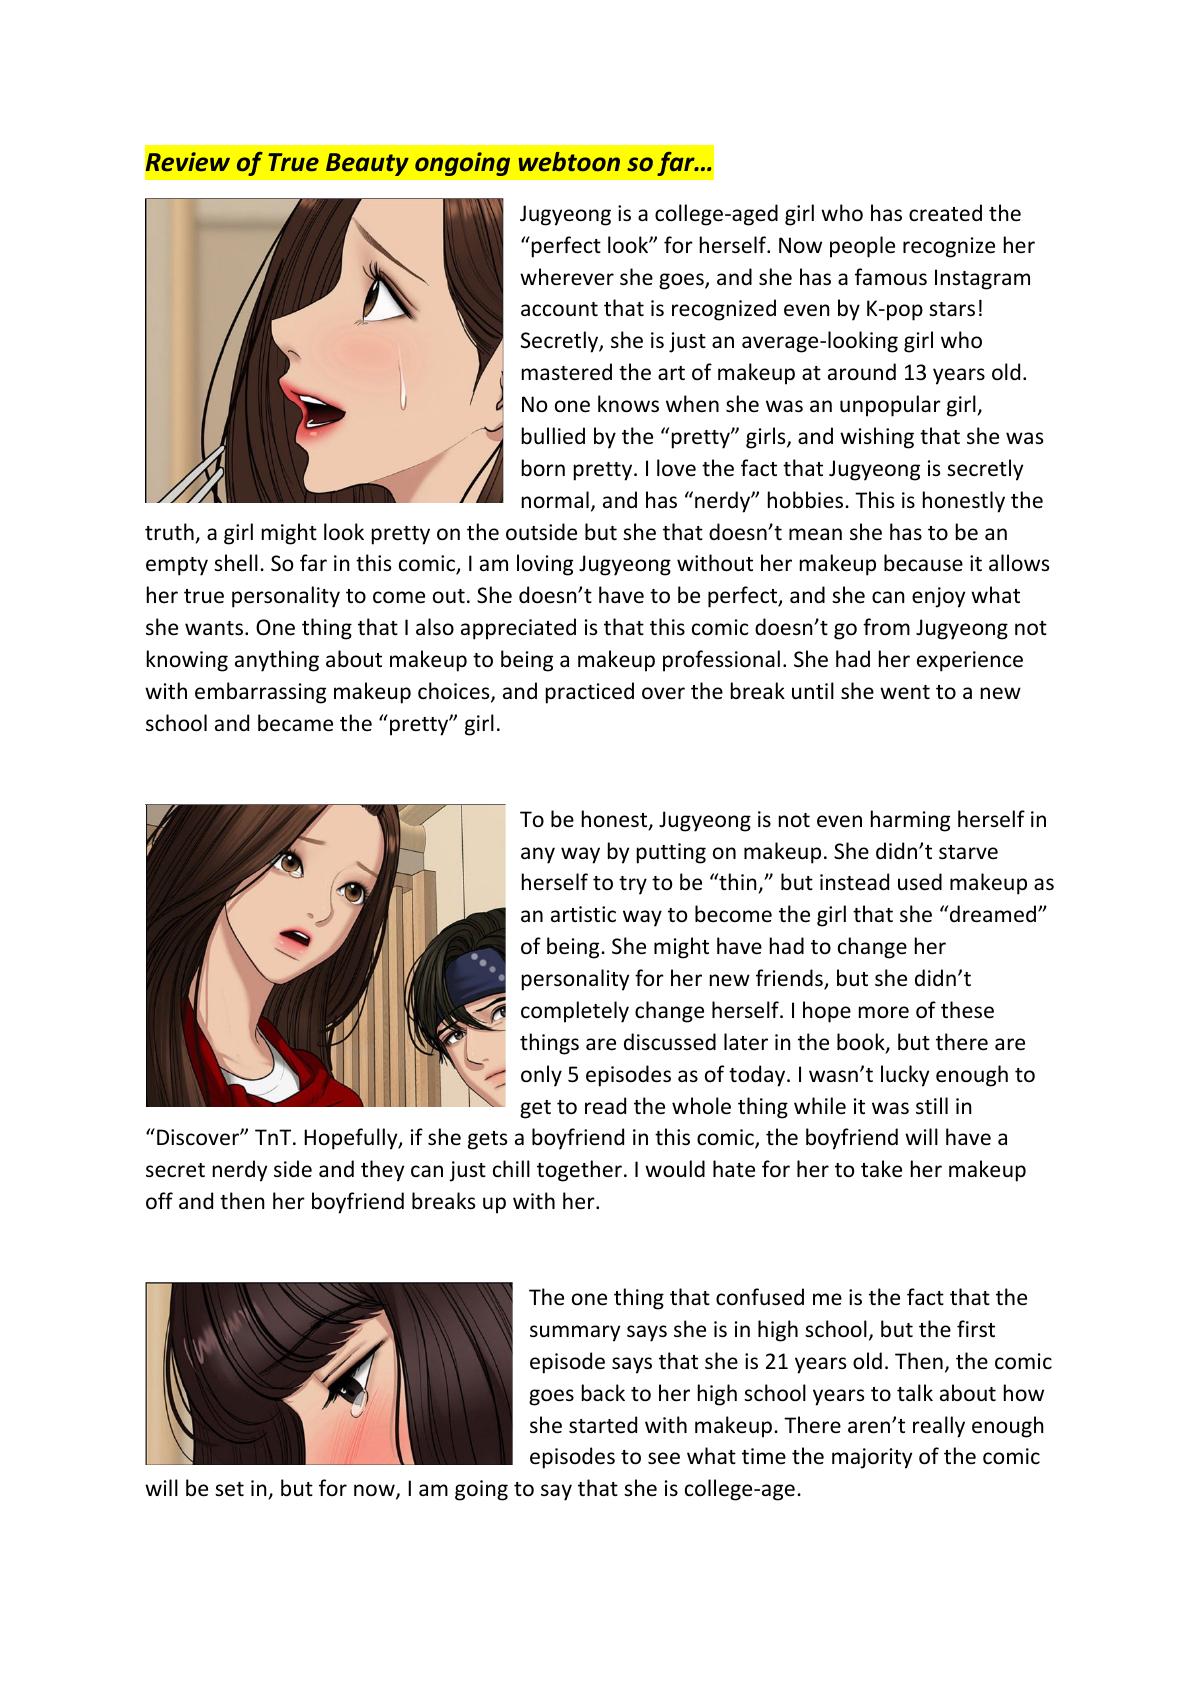 Review of True Beauty ongoing webtoon so far…
Jugyeong is a college-aged girl who has created the
“perfect look” for herself. Now people recognize her
wherever she goes, and she has a famous Instagram
account that is recognized even by K-pop stars!
Secretly, she is just an average-looking girl who
mastered the art of makeup at around 13 years old.
No one knows when she was an unpopular girl,
bullied by the “pretty” girls, and wishing that she was
born pretty. I love the fact that Jugyeong is secretly
normal, and has “nerdy” hobbies. This is honestly the
truth, a girl might look pretty on the outside but she that doesn’t mean she has to be an
empty shell. So far in this comic, I am loving Jugyeong without her makeup because it allows
her true personality to come out. She doesn’t have to be perfect, and she can enjoy what
she wants. One thing that I also appreciated is that this comic doesn’t go from Jugyeong not
knowing anything about makeup to being a makeup professional. She had her experience
with embarrassing makeup choices, and practiced over the break until she went to a new
school and became the “pretty” girl.
To be honest, Jugyeong is not even harming herself in
any way by putting on makeup. She didn’t starve
herself to try to be “thin,” but instead used makeup as
an artistic way to become the girl that she “dreamed”
of being. She might have had to change her
personality for her new friends, but she didn’t
completely change herself. I hope more of these
things are discussed later in the book, but there are
only 5 episodes as of today. I wasn’t lucky enough to
get to read the whole thing while it was still in
“Discover” TnT. Hopefully, if she gets a boyfriend in this comic, the boyfriend will have a
secret nerdy side and they can just chill together. I would hate for her to take her makeup
off and then her boyfriend breaks up with her.
The one thing that confused me is the fact that the
summary says she is in high school, but the first
episode says that she is 21 years old. Then, the comic
goes back to her high school years to talk about how
she started with makeup. There aren’t really enough
episodes to see what time the majority of the comic
will be set in, but for now, I am going to say that she is college-age.